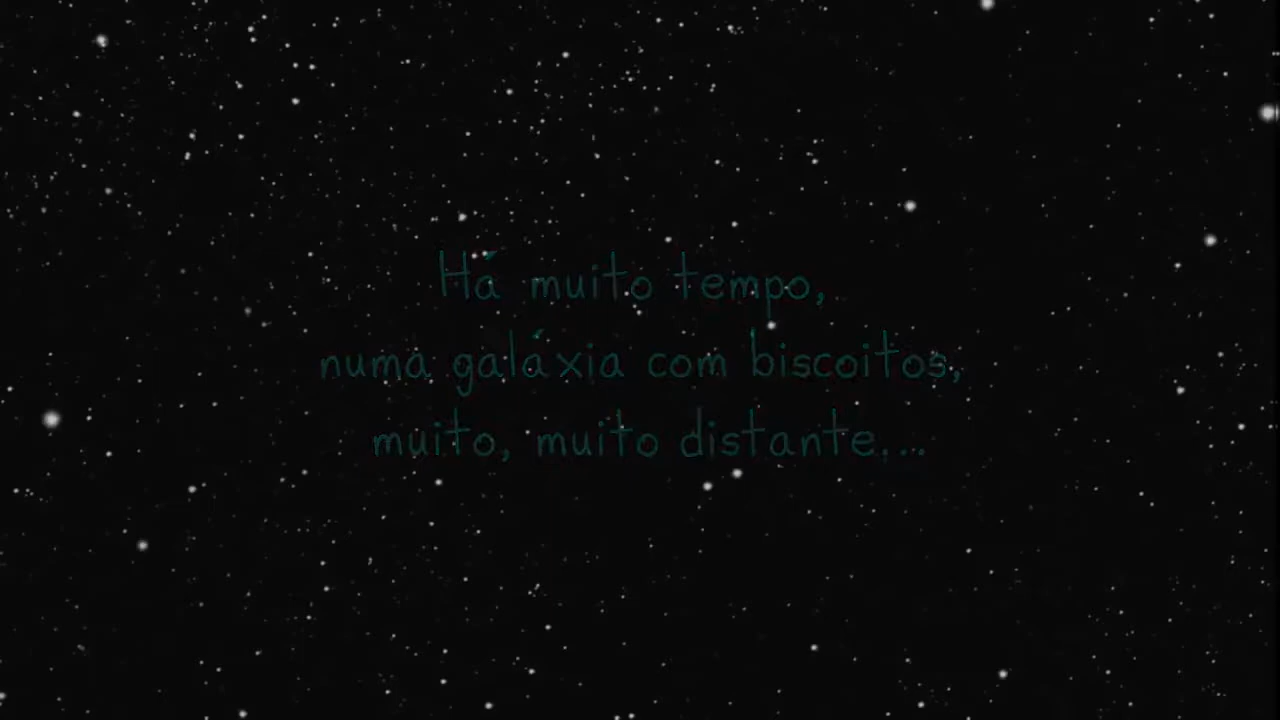 Há muito tempo,
numa galáxia com biscoitos,
muito, muito distante...